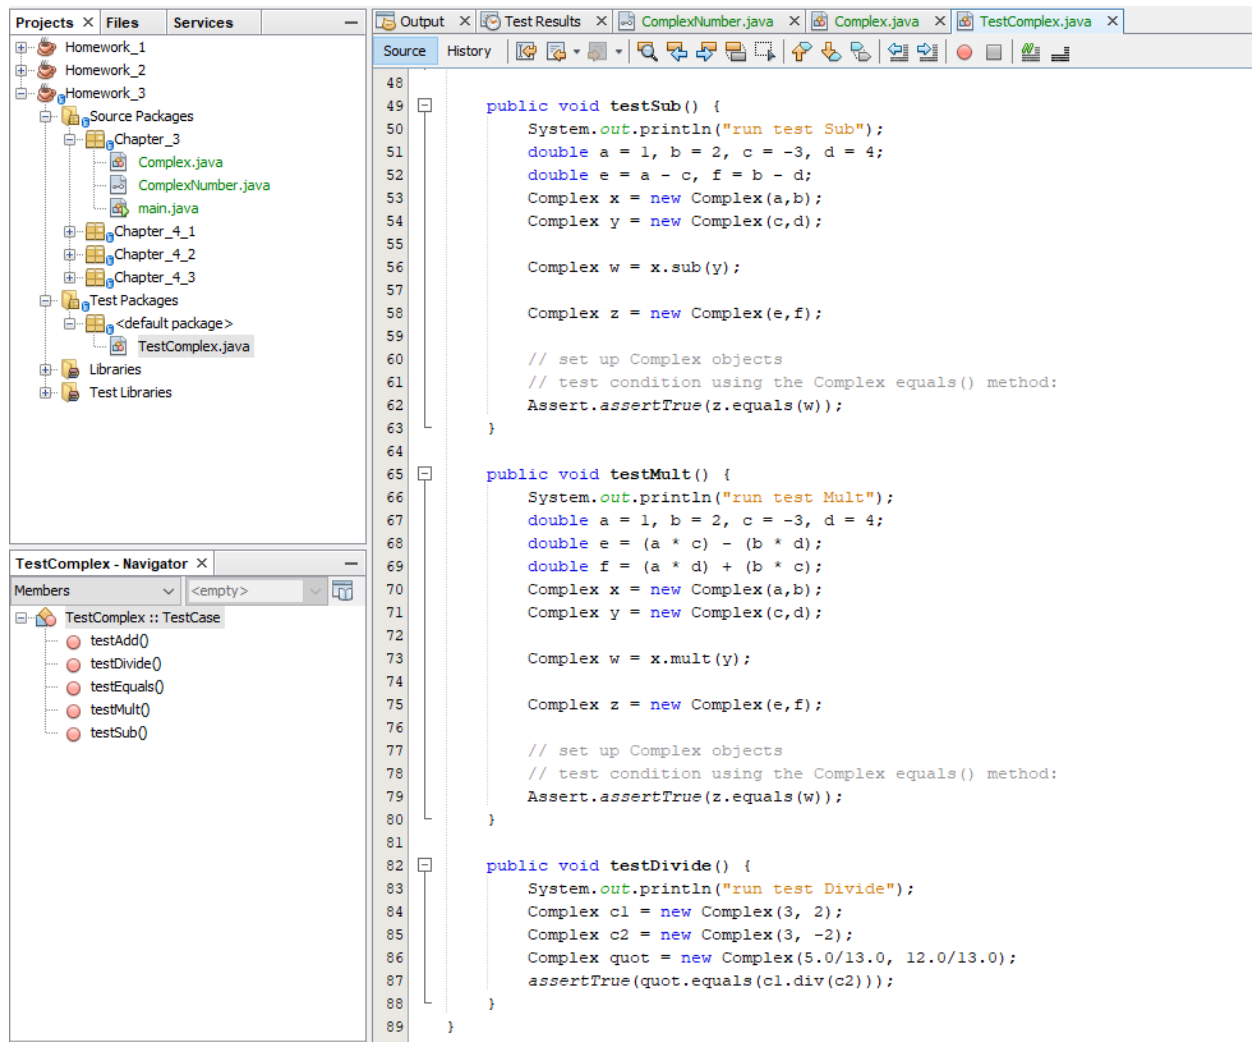 Projects Files Services
Homework_1
Homework_2
Homework_3
Source Packages
Chapter_3
Complex.java
ComplexNumber.java
main.java
Chapter_4_1
Chapter_4_2
Chapter_4_3
Test Packages
<default package>
TestComplex.java
Libraries
Test Libraries
TestComplex - Navigator
Members <empty>
TestComplex :: TestCase
testAdd()
testDivide()
testEquals()
testMult()
testSub()
Output Test Results ComplexNumber.java Complex.java TestComplex.java
Source History
48
49 public void testSub() {
50 System.out.println("run test Sub");
51 double a = 1, b = 2, c = -3, d = 4;
52 double e = a - c, f = b - d;
53 Complex x = new Complex(a,b);
54 Complex y = new Complex(c,d);
55
56 Complex w = x.sub(y);
57
58 Complex z = new Complex(e,f);
59
60 // set up Complex objects
61 // test condition using the Complex equals() method:
62 Assert.assertTrue(z.equals(w));
63 }
64
65 public void testMult() {
66 System.out.println("run test Mult");
67 double a = 1, b = 2, c = -3, d = 4;
68 double e = (a * c) - (b * d);
69 double f = (a * d) + (b * c);
70 Complex x = new Complex(a,b);
71 Complex y = new Complex(c,d);
72
73 Complex w = x.mult(y);
74
75 Complex z = new Complex(e,f);
76
77 // set up Complex objects
78 // test condition using the Complex equals() method:
79 Assert.assertTrue(z.equals(w));
80 }
81
82 public void testDivide() {
83 System.out.println("run test Divide");
84 Complex c1 = new Complex(3, 2);
85 Complex c2 = new Complex(3, -2);
86 Complex quot = new Complex(5.0/13.0, 12.0/13.0);
87 assertTrue(quot.equals(c1.div(c2)));
88 }
89 }